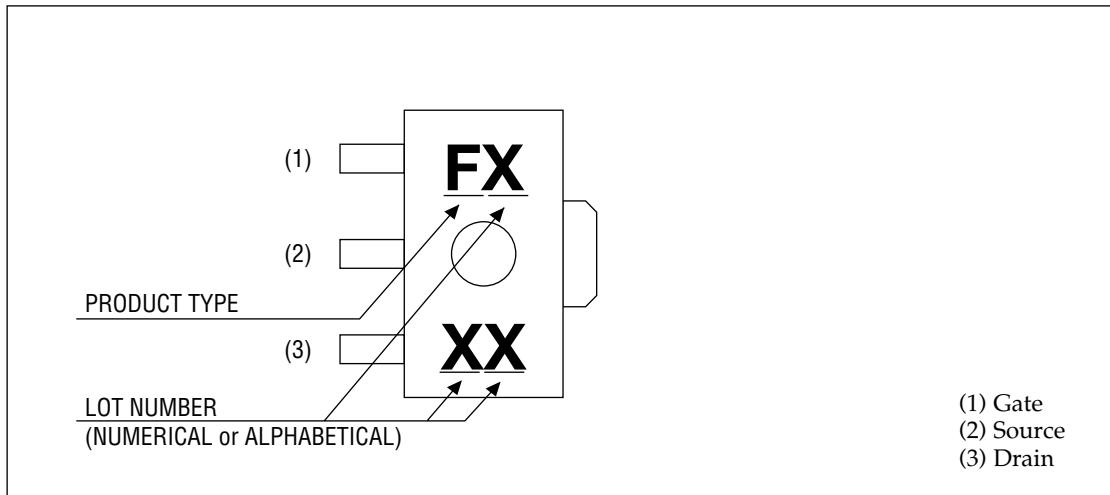 (1)
FX
(2)
PRODUCT TYPE
(3)
XX
LOT NUMBER
(NUMERICAL or ALPHABETICAL)
(1) Gate
(2) Source
(3) Drain